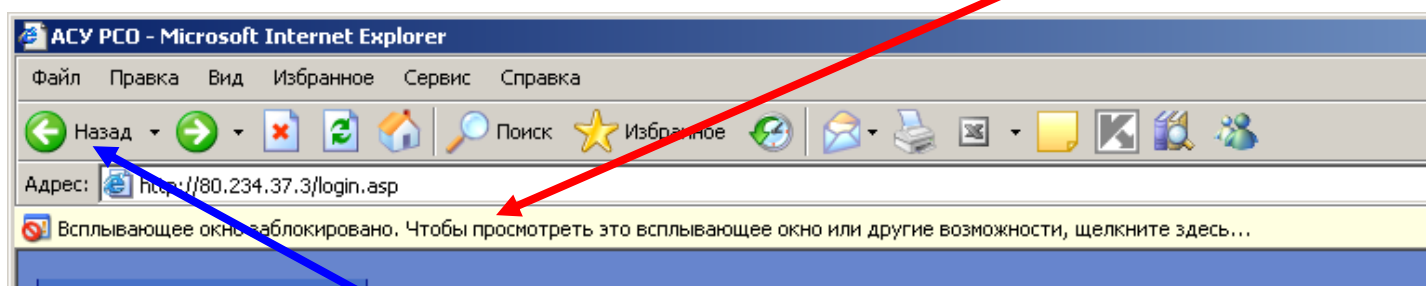 АСУ РСО - Microsoft Internet Explorer
Файл Правка Вид Избранное Сервис Справка
Назад Поиск Избранное
Адрес: http://80.234.37.3/login.asp
Всплывающее окно заблокировано. Чтобы просмотреть это всплывающее окно или другие возможности, щелкните здесь...